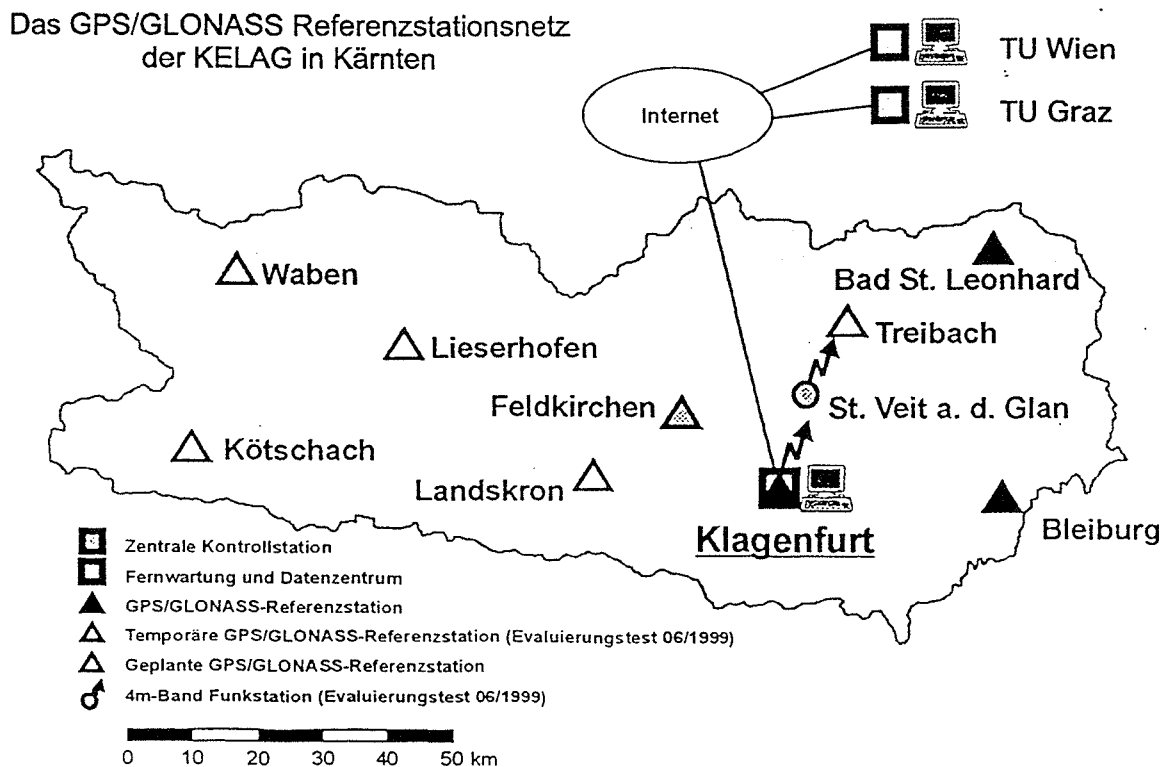 Das GPS/GLONASS Referenzstationsnetz
der KELAG in Kärnten
Internet
TU Wien
TU Graz
Waben
Bad St. Leonhard
Lieserhofen
Treibach
Feldkirchen
St. Veit a. d. Glan
Kötschach
Landskron
Klagenfurt
Bleiburg
Zentrale Kontrollstation
Fernwartung und Datenzentrum
GPS/GLONASS-Referenzstation
Temporäre GPS/GLONASS-Referenzstation (Evaluierungstest 06/1999)
Geplante GPS/GLONASS-Referenzstation
4m-Band Funkstation (Evaluierungstest 06/1999)
0 10 20 30 40 50 km